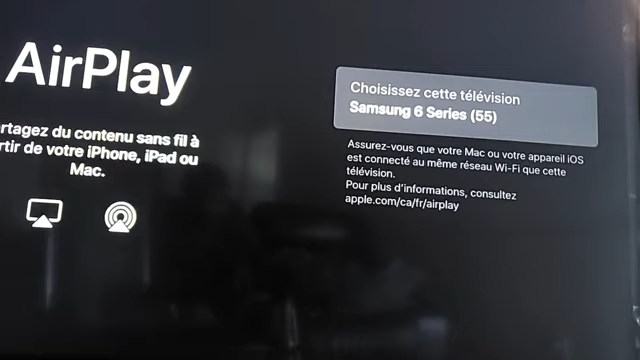 AirPlay
rtagez du contenu sans fil à
rtir de votre iPhone, iPad ou
Mac.
Choisissez cette télévision
Samsung 6 Series (55)
Assurez-vous que votre Mac ou votre appareil iOS
est connecté au même réseau Wi-Fi que cette
télévision.
Pour plus d'informations, consultez
apple.com/ca/fr/airplay